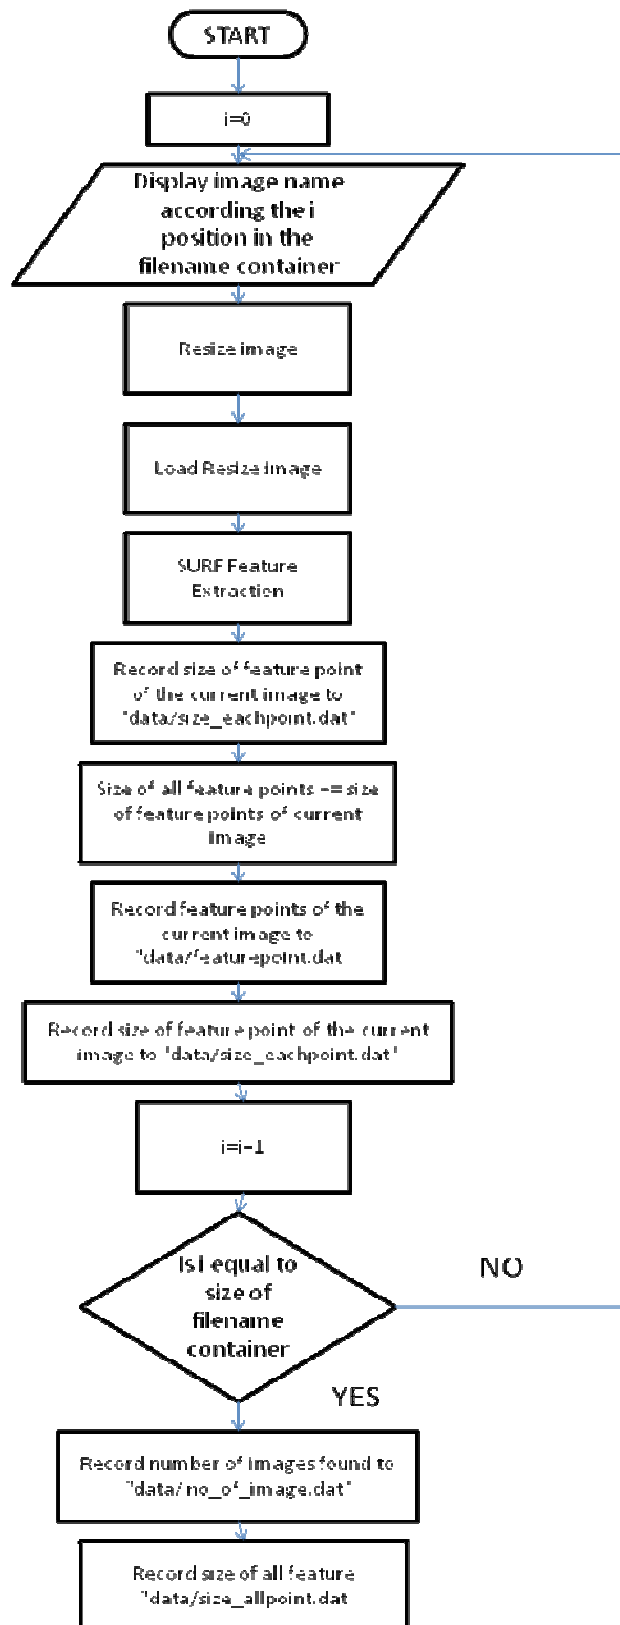 START
i=0
Display image name
according the i
position in the
filename container
Resize image
Load Resize image
SURF Feature
Extraction
Record size of feature point
of the current image to
"data/size_eachpoint.dat"
Size of all feature points += size
of feature points of current
image
Record feature points of the
current image to
"data/featurepoint.dat
Record size of feature point of the current
image to "data/size_eachpoint.dat"
i=i+1
Is i equal to
size of
filename
container
NO
YES
Record number of images found to
"data/ no_of_image.dat"
Record size of all feature
"data/size_allpoint.dat